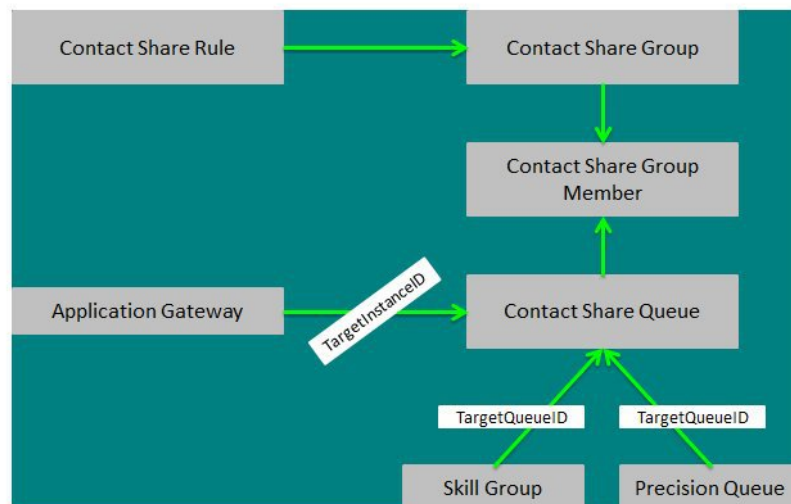 Contact Share Rule
Contact Share Group
Contact Share Group
Member
Application Gateway
TargetInstanceID
Contact Share Queue
TargetQueueID
TargetQueueID
Skill Group
Precision Queue